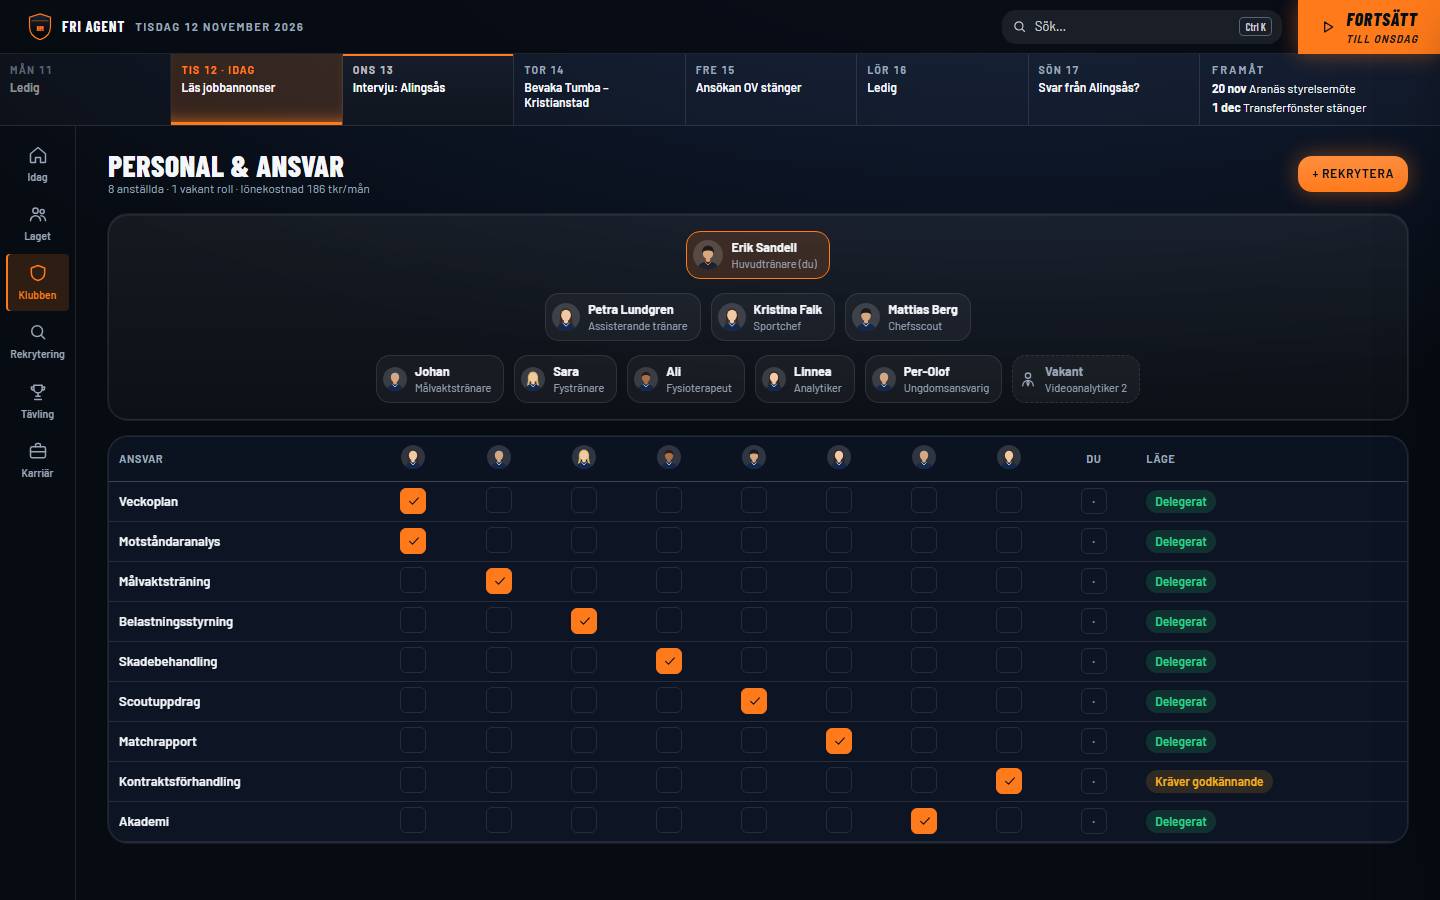 FRI AGENT TISDAG 12 NOVEMBER 2026
Sök... Ctrl K
FORTSÄTT
TILL ONSDAG
MÅN 11
Ledig
TIS 12 · IDAG
Läs jobbannonser
ONS 13
Intervju: Alingsås
TOR 14
Bevaka Tumba –
Kristianstad
FRE 15
Ansökan OV stänger
LÖR 16
Ledig
SÖN 17
Svar från Alingsås?
FRAMÅT
20 nov Aranäs styrelsemöte
1 dec Transferfönster stänger
Idag
Laget
Klubben
Rekrytering
Tävling
Karriär
PERSONAL & ANSVAR
8 anställda · 1 vakant roll · lönekostnad 186 tkr/mån
+ REKRYTERA
Erik Sandell
Huvudtränare (du)
Petra Lundgren
Assisterande tränare
Kristina Falk
Sportchef
Mattias Berg
Chefsscout
Johan
Målvaktstränare
Sara
Fystränare
Ali
Fysioterapeut
Linnea
Analytiker
Per-Olof
Ungdomsansvarig
Vakant
Videoanalytiker 2
ANSVAR DU LÄGE
Veckoplan Delegerat
Motståndaranalys Delegerat
Målvaktsträning Delegerat
Belastningsstyrning Delegerat
Skadebehandling Delegerat
Scoutuppdrag Delegerat
Matchrapport Delegerat
Kontraktsförhandling Kräver godkännande
Akademi Delegerat